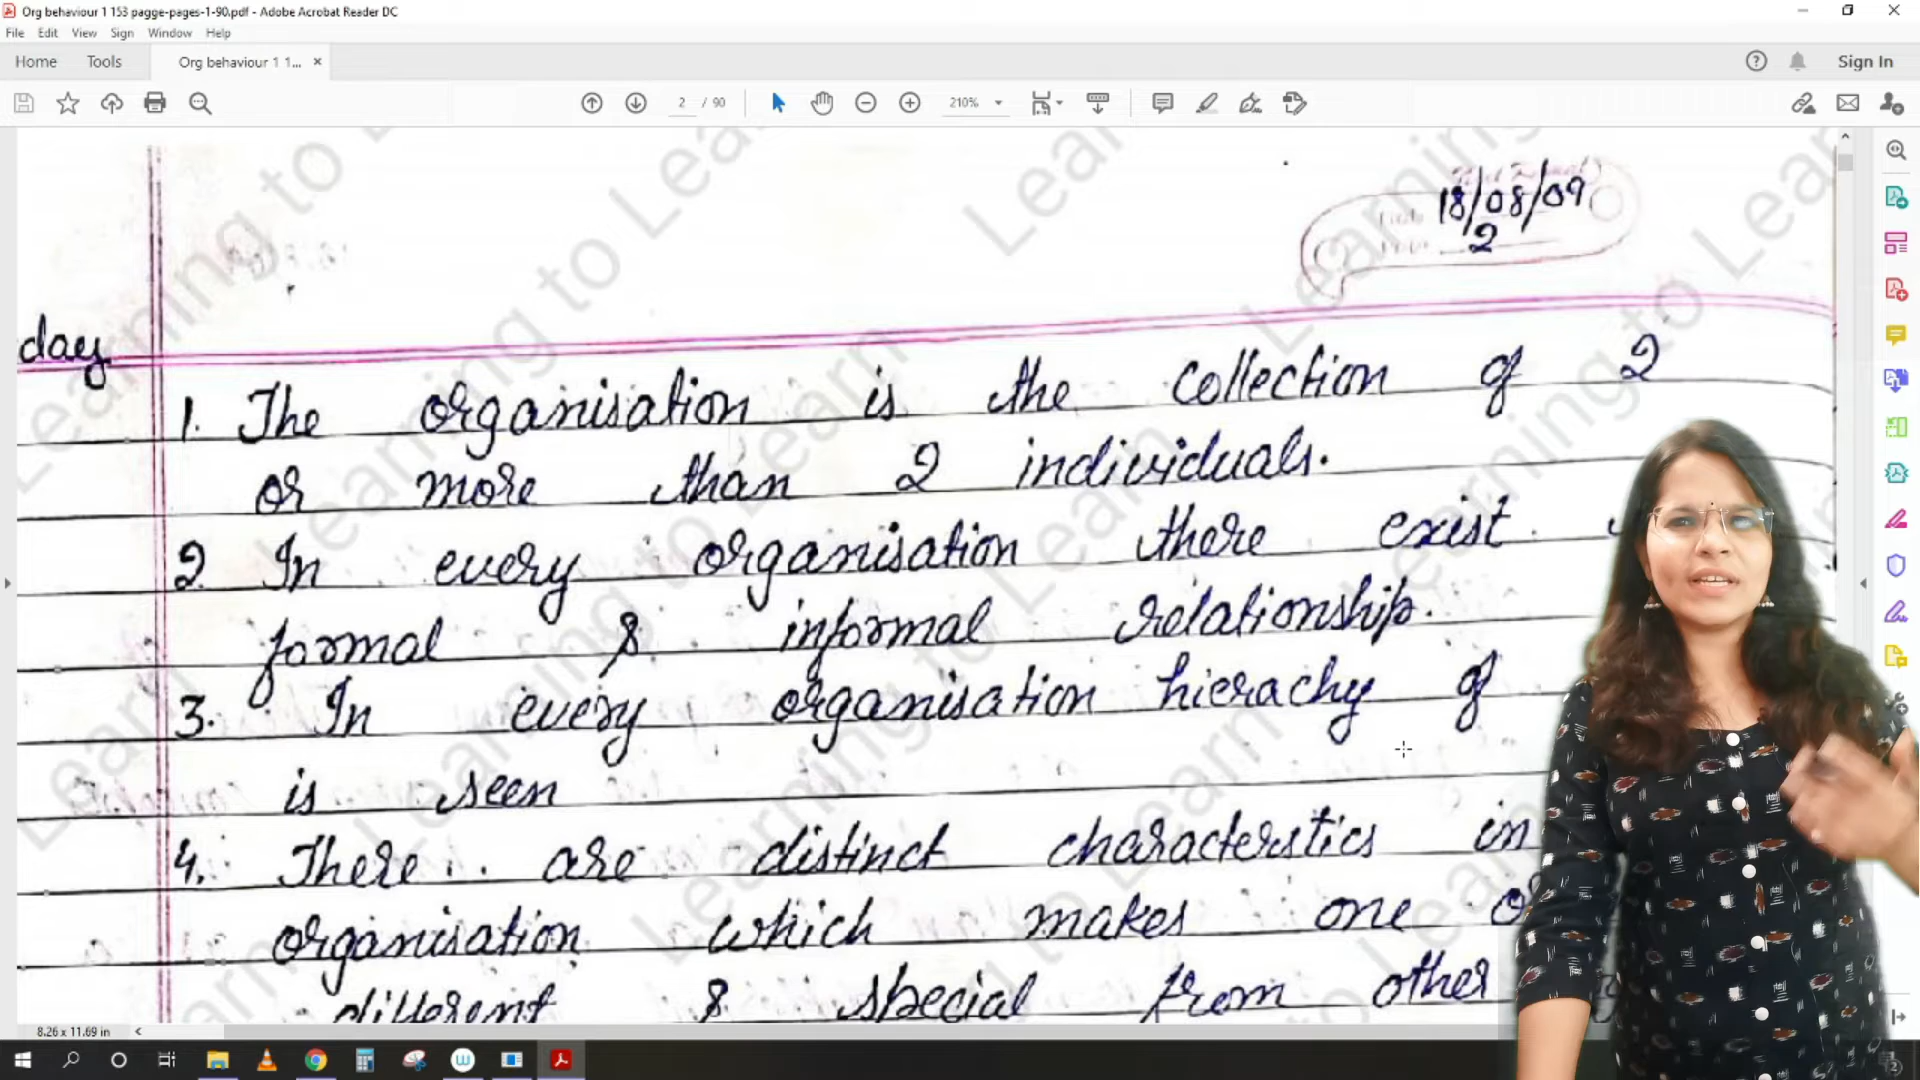 Org behaviour 1 153 pagge-pages-1-90.pdf - Adobe Acrobat Reader DC
File Edit View Sign Window Help
Home Tools Org behaviour 1 1... Sign In
2 / 90 210%
Learning to Learn
18/08/09
2
day
1. The organisation is the collection of 2
or more than 2 individuals.
2. In every organisation there exist
formal & informal relationship.
3. In every organisation hierachy of
is seen
4. There are distinct characterstics in
organisation which makes one
different & special from other
8.26 x 11.69 in